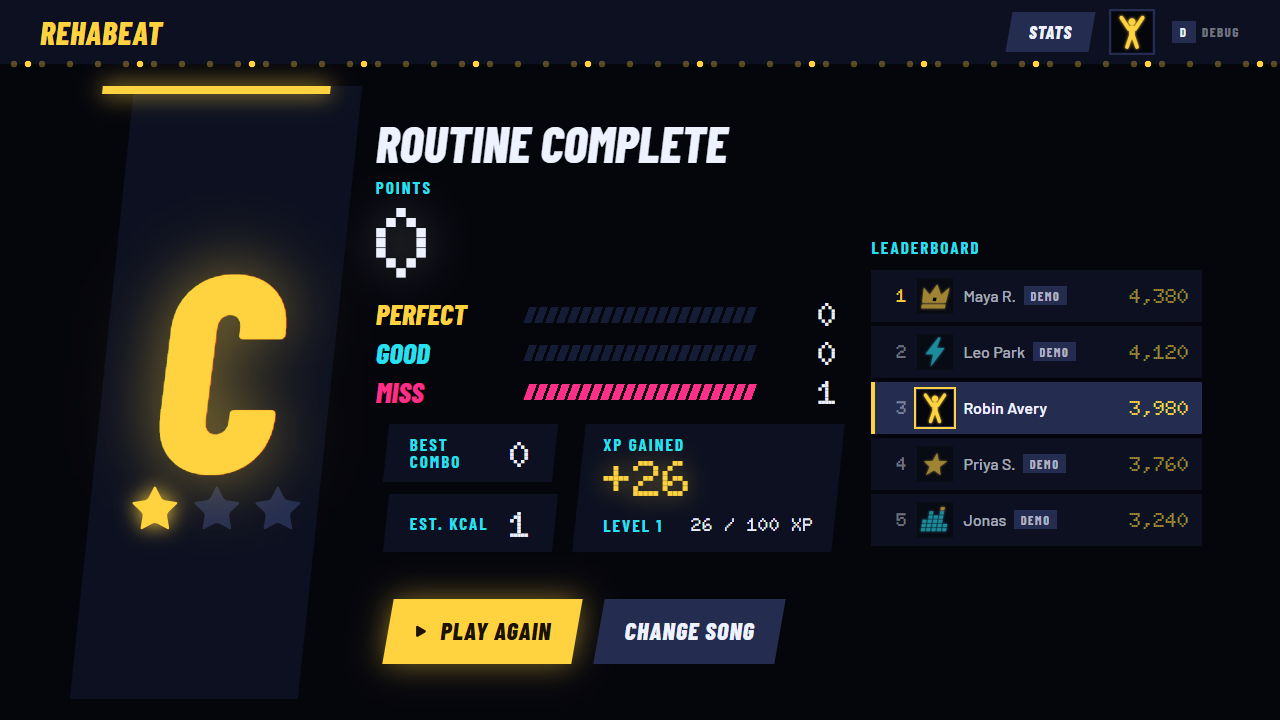 REHABEAT
STATS
D DEBUG
C
ROUTINE COMPLETE
POINTS
0
PERFECT 0
GOOD 0
MISS 1
BEST COMBO 0
EST. KCAL 1
XP GAINED
+26
LEVEL 1 26 / 100 XP
LEADERBOARD
1 Maya R. DEMO 4,380
2 Leo Park DEMO 4,120
3 Robin Avery 3,980
4 Priya S. DEMO 3,760
5 Jonas DEMO 3,240
PLAY AGAIN
CHANGE SONG